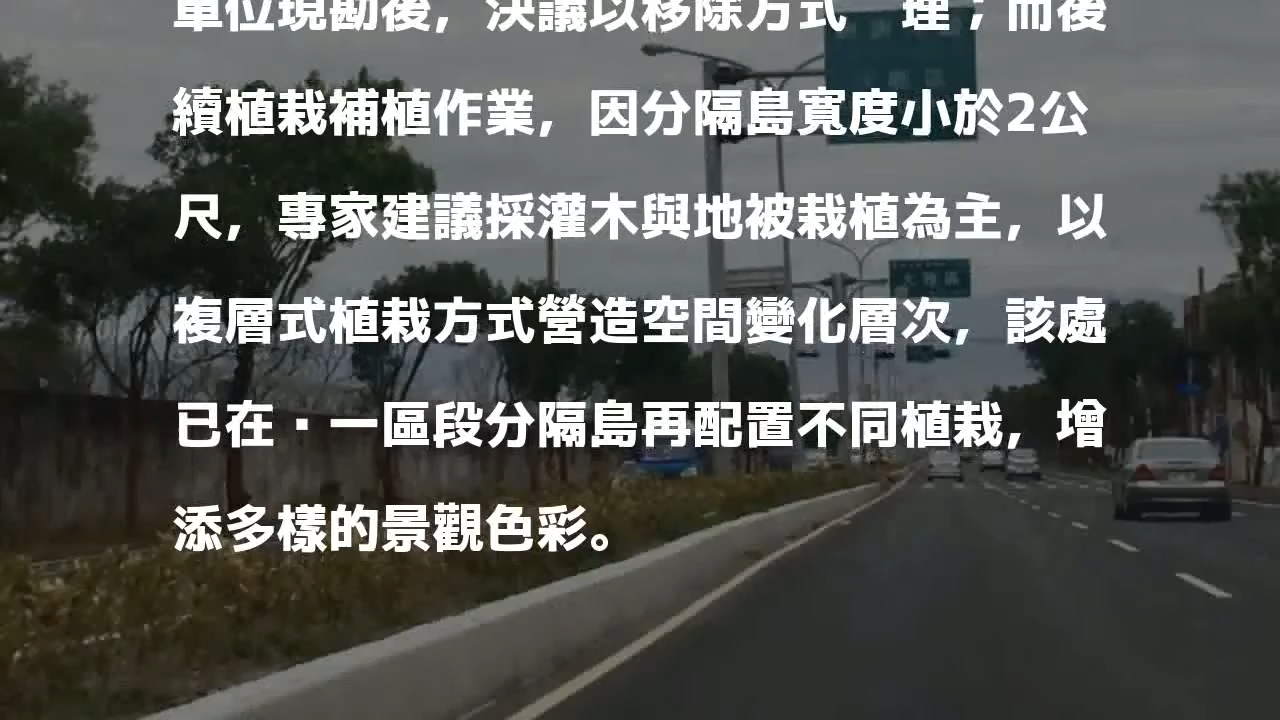 單位現勘後，決議以移除方式 理；而後
續植栽補植作業，因分隔島寬度小於2公
尺，專家建議採灌木與地被栽植為主，以
複層式植栽方式營造空間變化層次，該處
已在·一區段分隔島再配置不同植栽，增
添多樣的景觀色彩。